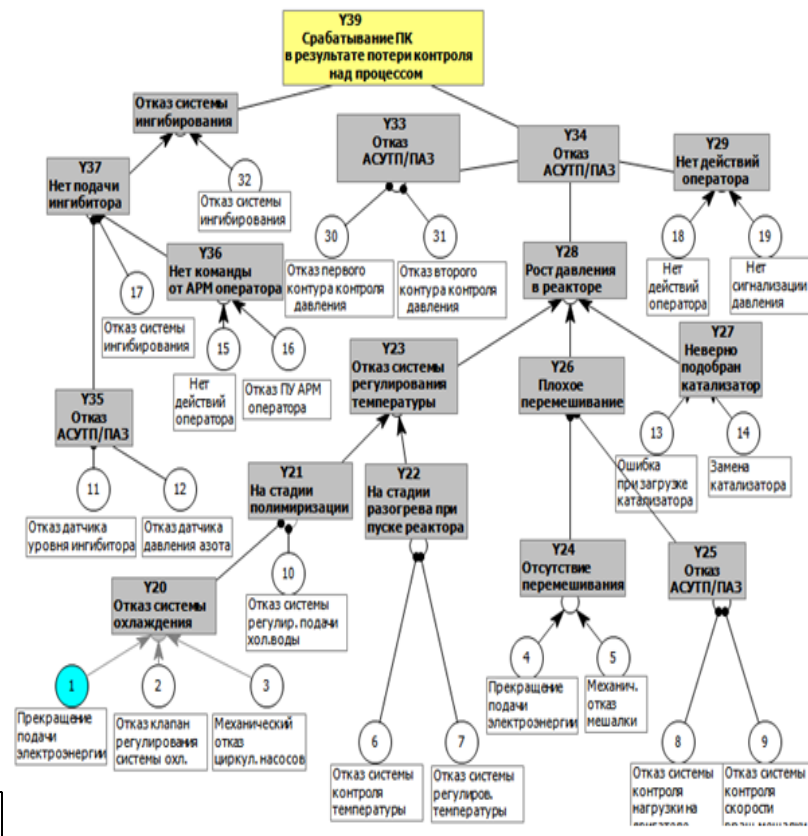 Y39
Срабатывание ПК
в результате потери контроля
над процессом
Отказ системы
ингибирования
Y33
Отказ
АСУТП/ПАЗ
Y34
Отказ
АСУТП/ПАЗ
Y29
Нет действий
оператора
Y37
Нет подачи
ингибитора
32
Отказ системы
ингибирования
30
Отказ первого
контура контроля
давления
31
Отказ второго
контура контроля
давления
18
Нет
действий
оператора
19
Нет
сигнализации
давления
Y36
Нет команды
от АРМ оператора
Y28
Рост давления
в реакторе
17
Отказ системы
ингибирования
15
Нет
действий
оператора
16
Отказ ПУ АРМ
оператора
Y23
Отказ системы
регулирования
температуры
Y26
Плохое
перемешивание
Y27
Неверно
подобран
катализатор
Y35
Отказ
АСУТП/ПАЗ
13
Ошибка
при загрузке
катализатора
14
Замена
катализатора
11
Отказ датчика
уровня ингибитора
12
Отказ датчика
давления азота
Y21
На стадии
полимиризации
Y22
На стадии
разогрева при
пуске реактора
Y24
Отсутствие
перемешивания
Y25
Отказ
АСУТП/ПАЗ
10
Отказ системы
регулир. подачи
хол.воды
Y20
Отказ системы
охлаждения
4
Прекращение
подачи
электроэнергии
5
Механич.
отказ
мешалки
1
Прекращение
подачи
электроэнергии
2
Отказ клапан
регулирования
системы охл.
3
Механический
отказ
циркул. насосов
6
Отказ системы
контроля
температуры
7
Отказ системы
регулиров.
температуры
8
Отказ системы
контроля
нагрузки на
9
Отказ системы
контроля
скорости